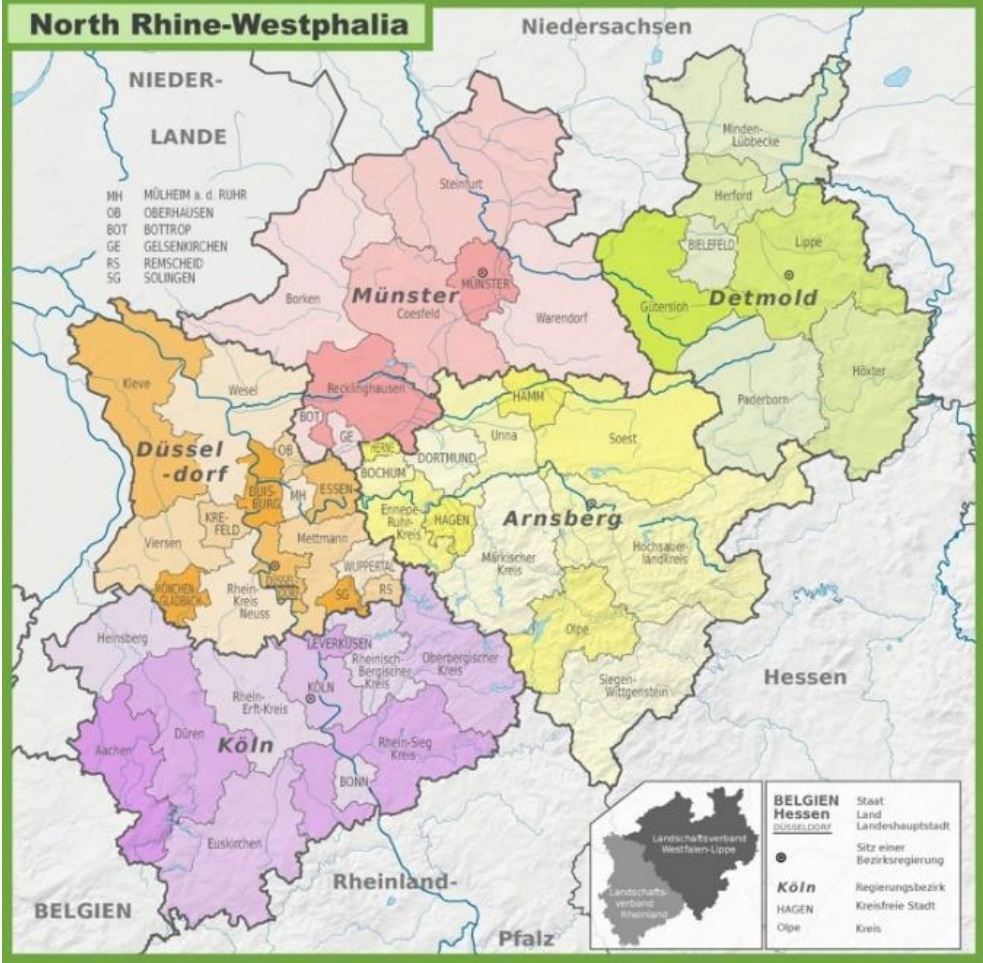 North Rhine-Westphalia
Niedersachsen
NIEDER-
LANDE
MH MÜLHEIM a. d. RUHR
OB OBERHAUSEN
BOT BOTTROP
GE GELSENKIRCHEN
RS REMSCHEID
SG SOLINGEN
Minden-
Lübbecke
Steinfurt
Herford
BIELEFELD
Lippe
MÜNSTER
Münster
Borken
Coesfeld
Warendorf
Gütersloh
Detmold
Kleve
Wesel
Recklinghausen
HAMM
Paderborn
Höxter
BOT
GE
Unna
Soest
Düssel
-dorf
OB
HERNE
DORTMUND
BOCHUM
DUIS-
BURG
MH
ESSEN
KRE-
FELD
Ennepe-
Ruhr-
Kreis
HAGEN
Arnsberg
Viersen
Mettmann
Märkischer
Kreis
Hochsauer-
landkreis
WUPPERTAL
MÖNCHEN-
GLADBACH
Rhein-
Kreis
Neuss
DÜSSEL
DORF
SG
RS
Heinsberg
LEVERKUSEN
Rheinisch-
Bergischer
Kreis
Oberbergischer
Kreis
Olpe
Siegen-
Wittgenstein
Hessen
Rhein-
Erft-Kreis
KÖLN
Aachen
Düren
Köln
Rhein-Sieg
Kreis
BONN
Euskirchen
Rheinland-
Pfalz
BELGIEN
Landschaftsverband
Westfalen-Lippe
Landschafts-
verband
Rheinland
BELGIEN Staat
Hessen Land
DÜSSELDORF Landeshauptstadt
Sitz einer
Bezirksregierung
Köln Regierungsbezirk
HAGEN Kreisfreie Stadt
Olpe Kreis